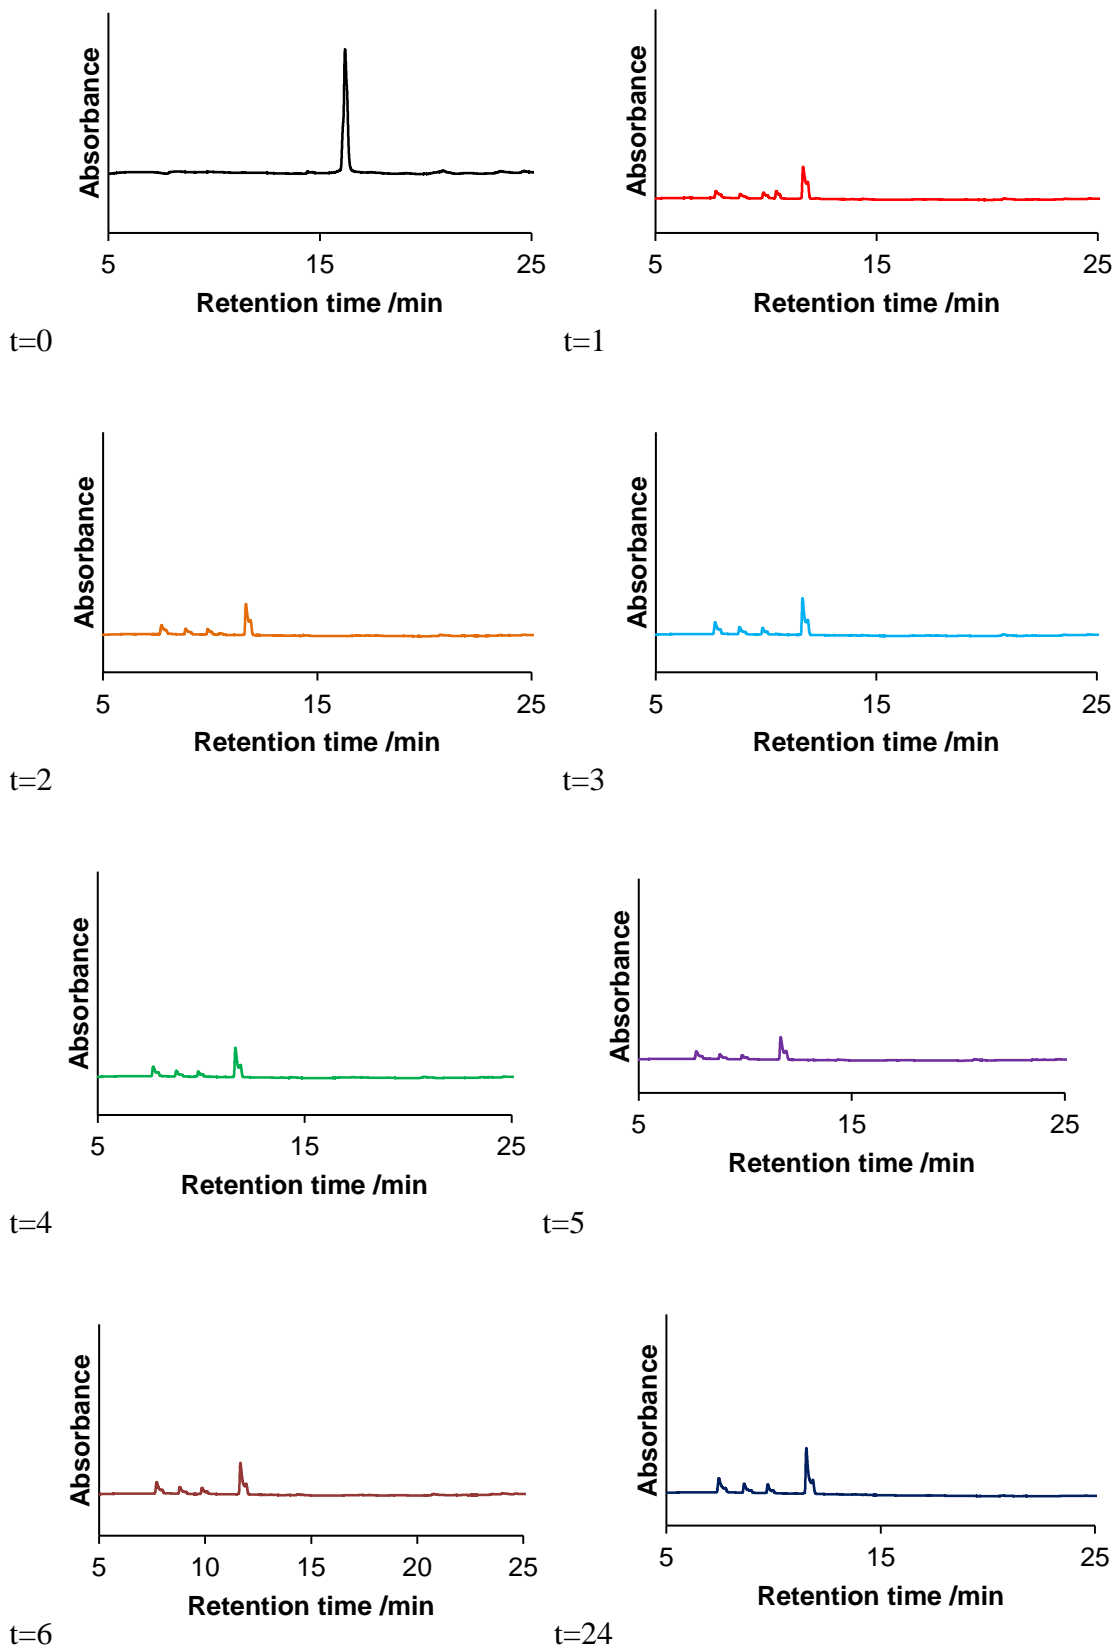 Absorbance
5 15 25
Retention time /min
t=0
Absorbance
5 15 25
Retention time /min
t=1
Absorbance
5 15 25
Retention time /min
t=2
Absorbance
5 15 25
Retention time /min
t=3
Absorbance
5 15 25
Retention time /min
t=4
Absorbance
5 15 25
Retention time /min
t=5
Absorbance
5 10 15 20 25
Retention time /min
t=6
Absorbance
5 15 25
Retention time /min
t=24